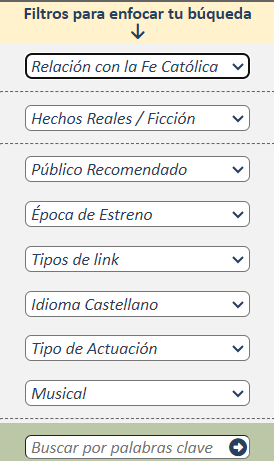 Filtros para enfocar tu búqueda
Relación con la Fe Católica
Hechos Reales / Ficción
Público Recomendado
Época de Estreno
Tipos de link
Idioma Castellano
Tipo de Actuación
Musical
Buscar por palabras clave